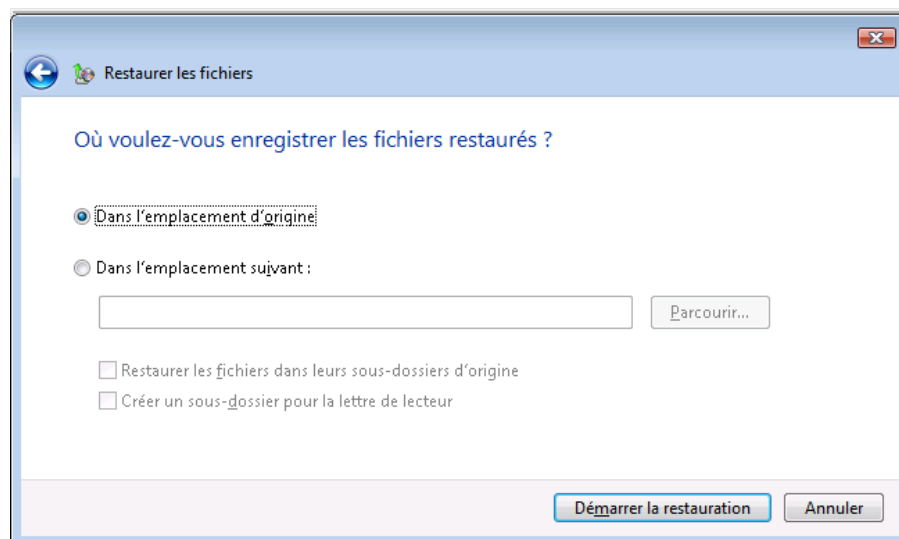 Restaurer les fichiers
Où voulez-vous enregistrer les fichiers restaurés ?
Dans l'emplacement d'origine
Dans l'emplacement suivant :
Parcourir...
Restaurer les fichiers dans leurs sous-dossiers d'origine
Créer un sous-dossier pour la lettre de lecteur
Démarrer la restauration
Annuler